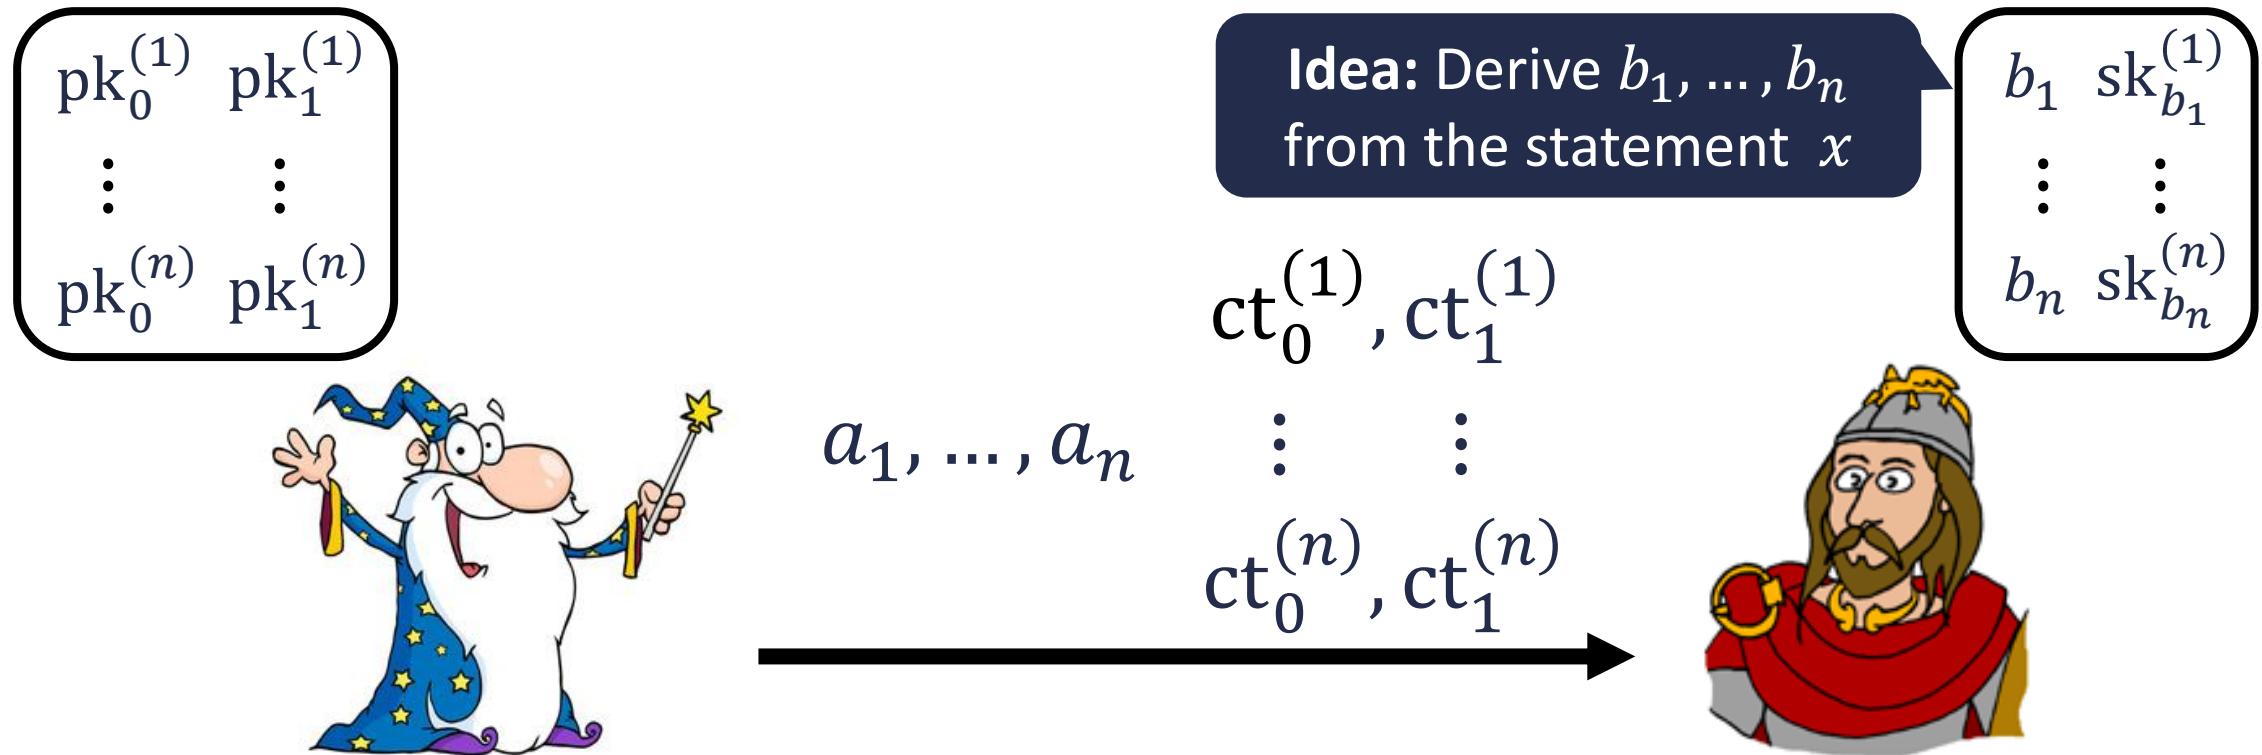 pk_0^{(1)} pk_1^{(1)}
⋮ ⋮
pk_0^{(n)} pk_1^{(n)}
Idea: Derive b_1, … , b_n
from the statement x
b_1 sk_{b_1}^{(1)}
⋮ ⋮
b_n sk_{b_n}^{(n)}
ct_0^{(1)}, ct_1^{(1)}
a_1, … , a_n ⋮ ⋮
ct_0^{(n)}, ct_1^{(n)}